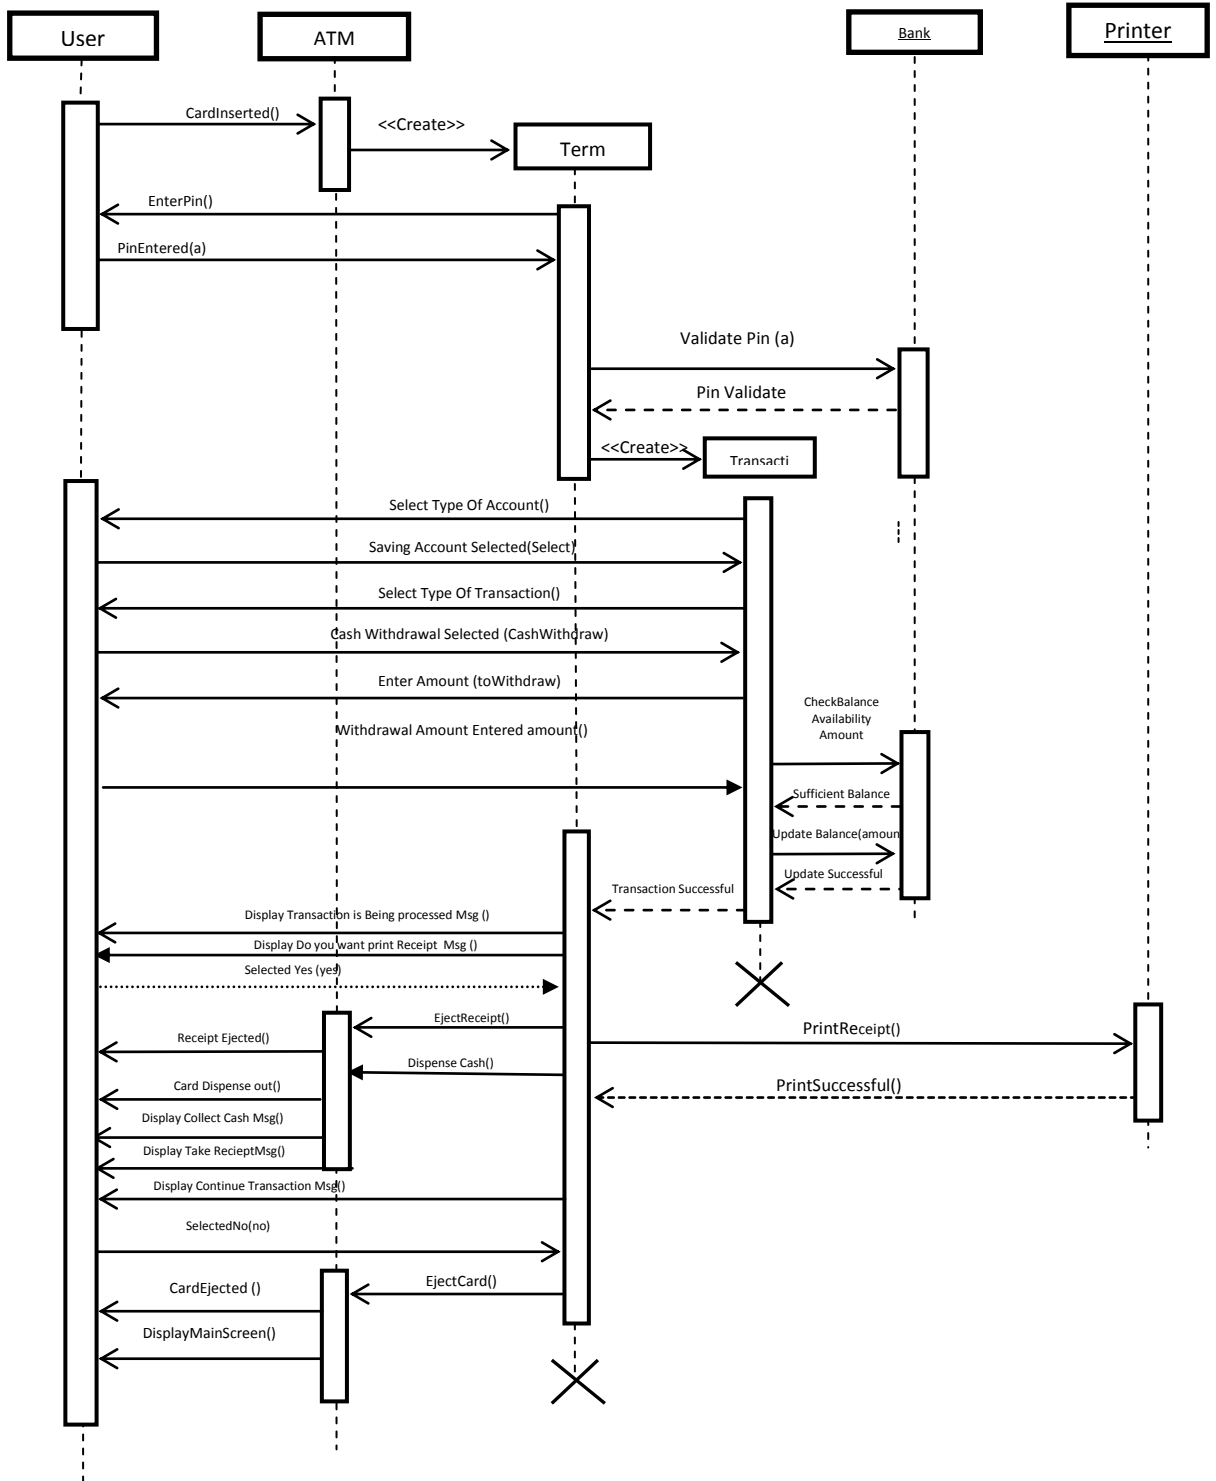 User
ATM
Bank
Printer
CardInserted()
<<Create>>
Term
EnterPin()
PinEntered(a)
Validate Pin (a)
Pin Validate
<<Create>>
Transacti
Select Type Of Account()
Saving Account Selected(Select)
Select Type Of Transaction()
Cash Withdrawal Selected (CashWithdraw)
Enter Amount (toWithdraw)
CheckBalance
Availability
Amount
Withdrawal Amount Entered amount()
Sufficient Balance
Update Balance(amoun
Update Successful
Transaction Successful
Display Transaction is Being processed Msg ()
Display Do you want print Receipt Msg ()
Selected Yes (yes)
EjectReceipt()
PrintReceipt()
Receipt Ejected()
Dispense Cash()
Card Dispense out()
PrintSuccessful()
Display Collect Cash Msg()
Display Take RecieptMsg()
Display Continue Transaction Msg()
SelectedNo(no)
EjectCard()
CardEjected ()
DisplayMainScreen()